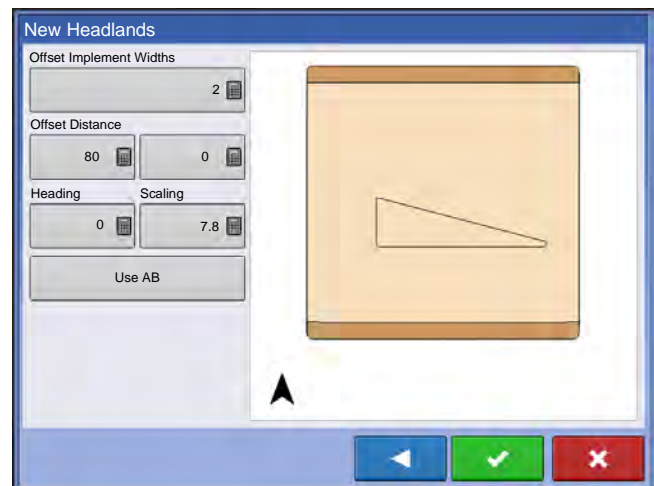 New Headlands
Offset Implement Widths
2
Offset Distance
80 0
Heading Scaling
0 7.8
Use AB